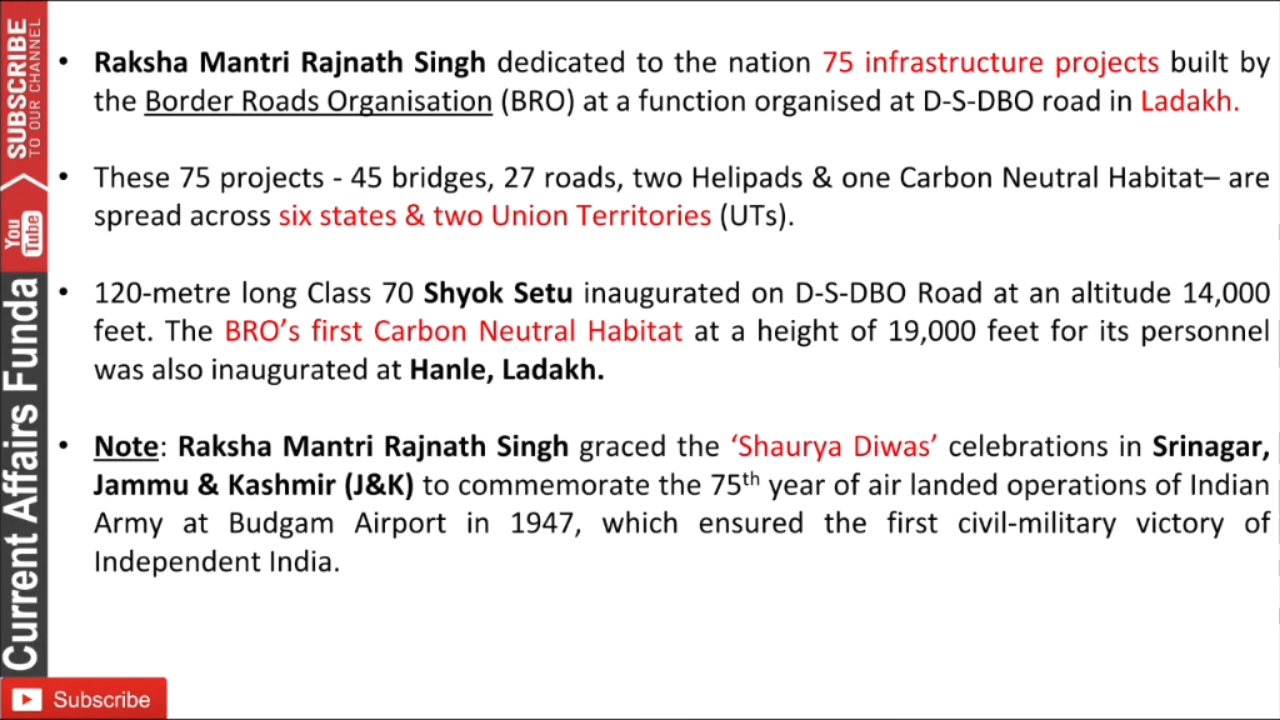 • Raksha Mantri Rajnath Singh dedicated to the nation 75 infrastructure projects built by
the Border Roads Organisation (BRO) at a function organised at D-S-DBO road in Ladakh.
• These 75 projects - 45 bridges, 27 roads, two Helipads & one Carbon Neutral Habitat– are
spread across six states & two Union Territories (UTs).
• 120-metre long Class 70 Shyok Setu inaugurated on D-S-DBO Road at an altitude 14,000
feet. The BRO’s first Carbon Neutral Habitat at a height of 19,000 feet for its personnel
was also inaugurated at Hanle, Ladakh.
• Note: Raksha Mantri Rajnath Singh graced the ‘Shaurya Diwas’ celebrations in Srinagar,
Jammu & Kashmir (J&K) to commemorate the 75th year of air landed operations of Indian
Army at Budgam Airport in 1947, which ensured the first civil-military victory of
Independent India.
SUBSCRIBE
TO OUR CHANNEL
You
Tube
Current Affairs Funda
Subscribe